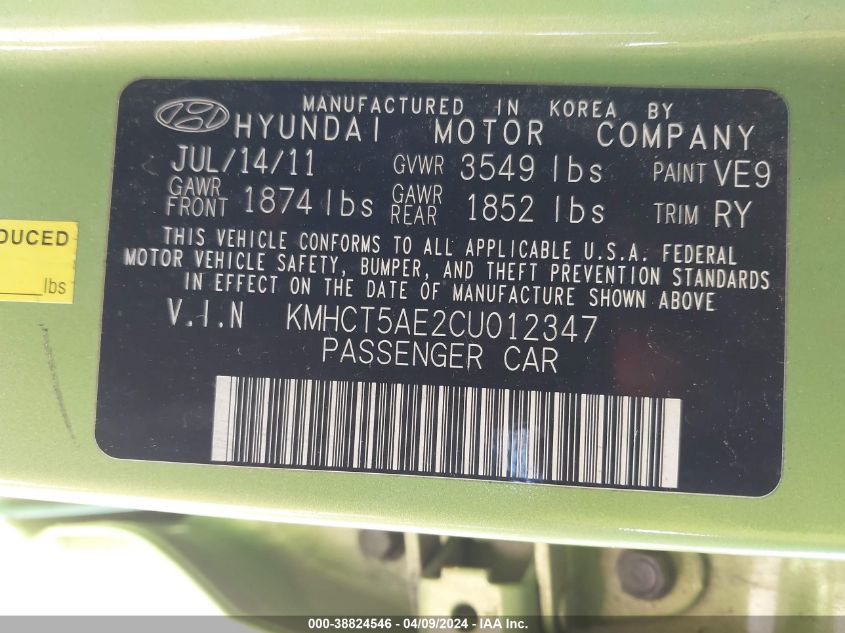 MANUFACTURED IN KOREA BY
HYUNDAI MOTOR COMPANY
JUL/14/11 GVWR 3549 lbs PAINT VE9
GAWR FRONT 1874 lbs GAWR REAR 1852 lbs TRIM RY
THIS VEHICLE CONFORMS TO ALL APPLICABLE U.S.A. FEDERAL
MOTOR VEHICLE SAFETY, BUMPER, AND THEFT PREVENTION STANDARDS
IN EFFECT ON THE DATE OF MANUFACTURE SHOWN ABOVE
V.I.N KMHCT5AE2CU012347
PASSENGER CAR
DUCED
lbs
000-38824546 - 04/09/2024 - IAA Inc.